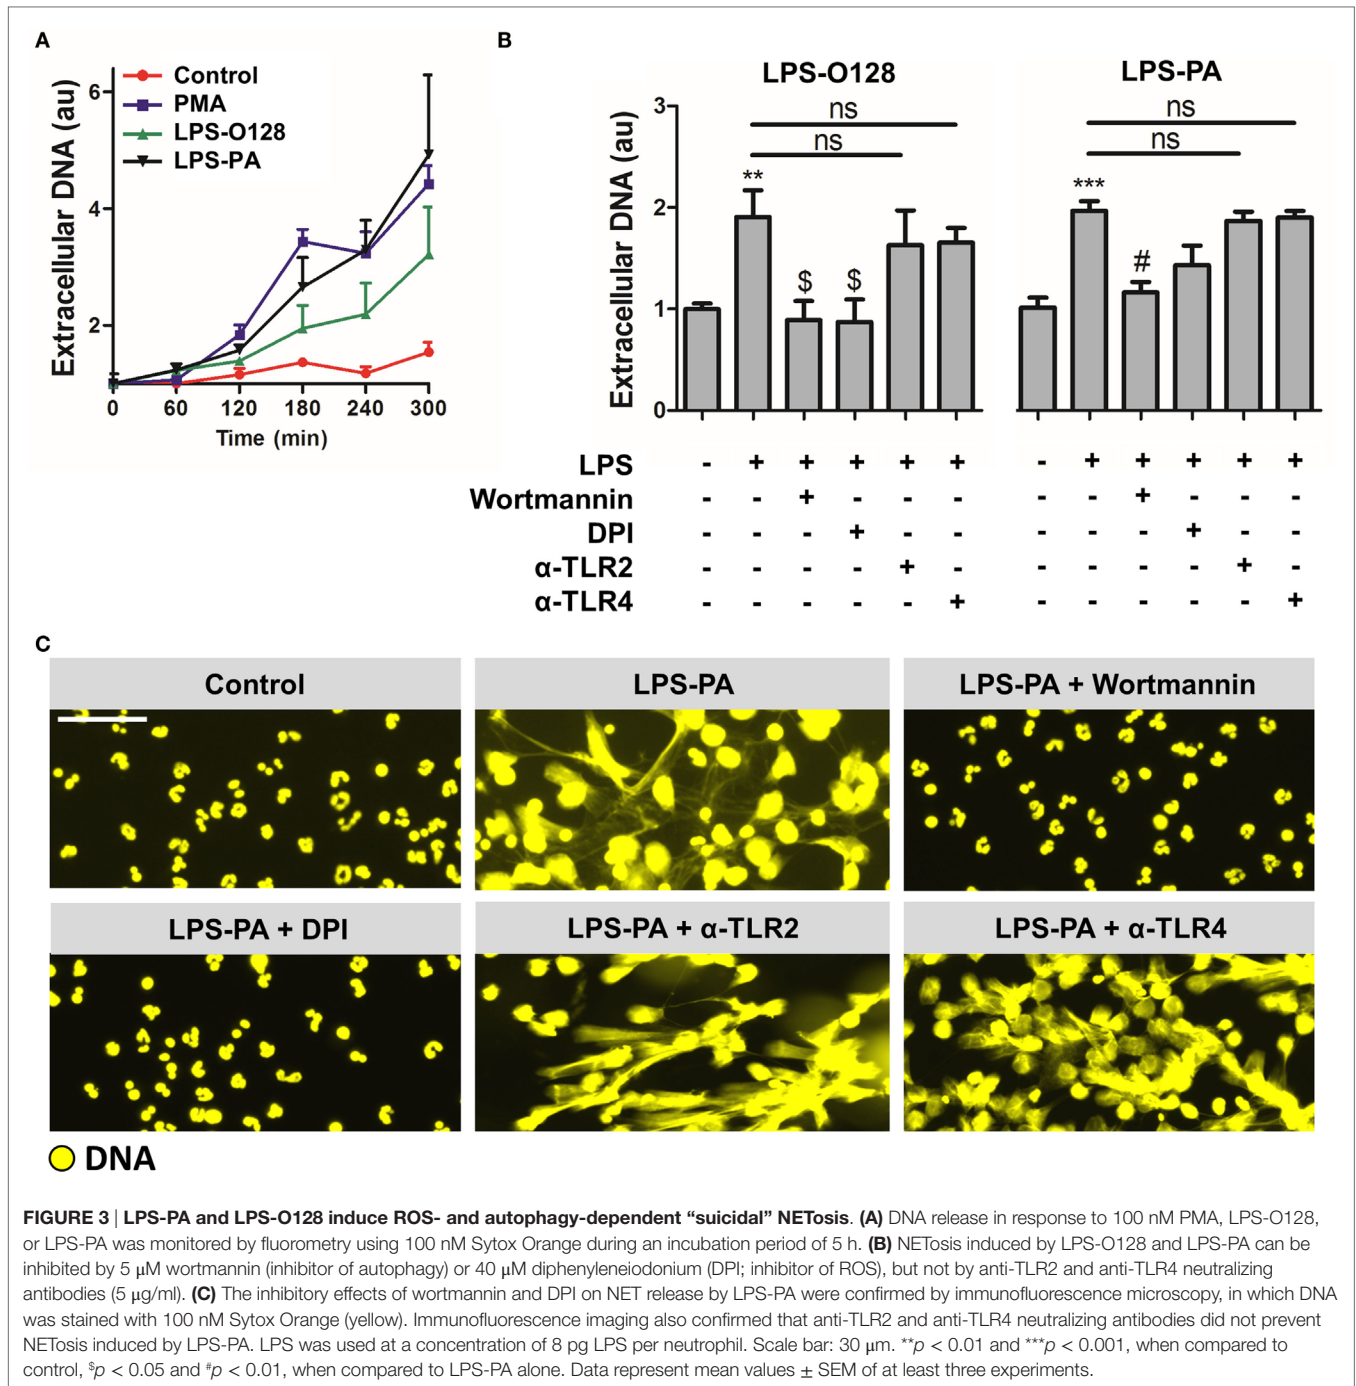 A
Control
PMA
LPS-O128
LPS-PA
Extracellular DNA (au)
6
4
2
0 60 120 180 240 300
Time (min)
B
LPS-O128
LPS-PA
Extracellular DNA (au)
3
2
1
0
ns
ns
**
$
$
ns
ns
***
#
LPS - + + + + + - + + + + +
Wortmannin - - + - - - - - + - - -
DPI - - - + - - - - - + - -
α-TLR2 - - - - + - - - - - + -
α-TLR4 - - - - - + - - - - - +
C
Control
LPS-PA
LPS-PA + Wortmannin
LPS-PA + DPI
LPS-PA + α-TLR2
LPS-PA + α-TLR4
DNA
FIGURE 3 | LPS-PA and LPS-O128 induce ROS- and autophagy-dependent “suicidal” NETosis. (A) DNA release in response to 100 nM PMA, LPS-O128,
or LPS-PA was monitored by fluorometry using 100 nM Sytox Orange during an incubation period of 5 h. (B) NETosis induced by LPS-O128 and LPS-PA can be
inhibited by 5 μM wortmannin (inhibitor of autophagy) or 40 μM diphenyleneiodonium (DPI; inhibitor of ROS), but not by anti-TLR2 and anti-TLR4 neutralizing
antibodies (5 μg/ml). (C) The inhibitory effects of wortmannin and DPI on NET release by LPS-PA were confirmed by immunofluorescence microscopy, in which DNA
was stained with 100 nM Sytox Orange (yellow). Immunofluorescence imaging also confirmed that anti-TLR2 and anti-TLR4 neutralizing antibodies did not prevent
NETosis induced by LPS-PA. LPS was used at a concentration of 8 pg LPS per neutrophil. Scale bar: 30 μm. **p < 0.01 and ***p < 0.001, when compared to
control, $p < 0.05 and #p < 0.01, when compared to LPS-PA alone. Data represent mean values ± SEM of at least three experiments.